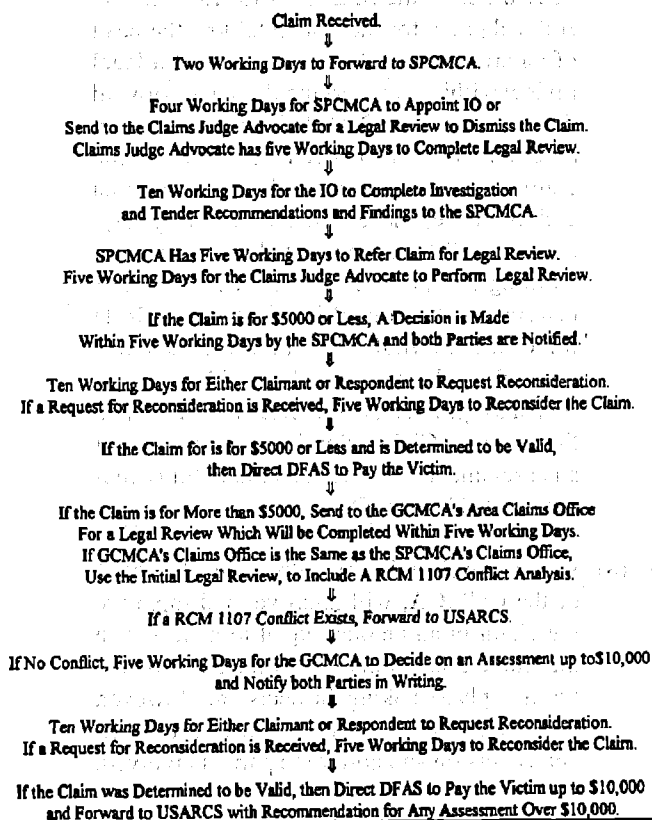 Claim Received.
⇓
Two Working Days to Forward to SPCMCA.
⇓
Four Working Days for SPCMCA to Appoint IO or
Send to the Claims Judge Advocate for a Legal Review to Dismiss the Claim.
Claims Judge Advocate has five Working Days to Complete Legal Review.
⇓
Ten Working Days for the IO to Complete Investigation
and Tender Recommendations and Findings to the SPCMCA.
⇓
SPCMCA Has Five Working Days to Refer Claim for Legal Review.
Five Working Days for the Claims Judge Advocate to Perform Legal Review.
⇓
If the Claim is for $5000 or Less, A Decision is Made
Within Five Working Days by the SPCMCA and both Parties are Notified.
⇓
Ten Working Days for Either Claimant or Respondent to Request Reconsideration.
If a Request for Reconsideration is Received, Five Working Days to Reconsider the Claim.
⇓
If the Claim for is for $5000 or Less and is Determined to be Valid,
then Direct DFAS to Pay the Victim.
⇓
If the Claim is for More than $5000, Send to the GCMCA's Area Claims Office
For a Legal Review Which Will be Completed Within Five Working Days.
If GCMCA's Claims Office is the Same as the SPCMCA's Claims Office,
Use the Initial Legal Review, to Include A RCM 1107 Conflict Analysis.
⇓
If a RCM 1107 Conflict Exists, Forward to USARCS.
⇓
If No Conflict, Five Working Days for the GCMCA to Decide on an Assessment up to$10,000
and Notify both Parties in Writing.
⇓
Ten Working Days for Either Claimant or Respondent to Request Reconsideration.
If a Request for Reconsideration is Received, Five Working Days to Reconsider the Claim.
⇓
If the Claim was Determined to be Valid, then Direct DFAS to Pay the Victim up to $10,000
and Forward to USARCS with Recommendation for Any Assessment Over $10,000.